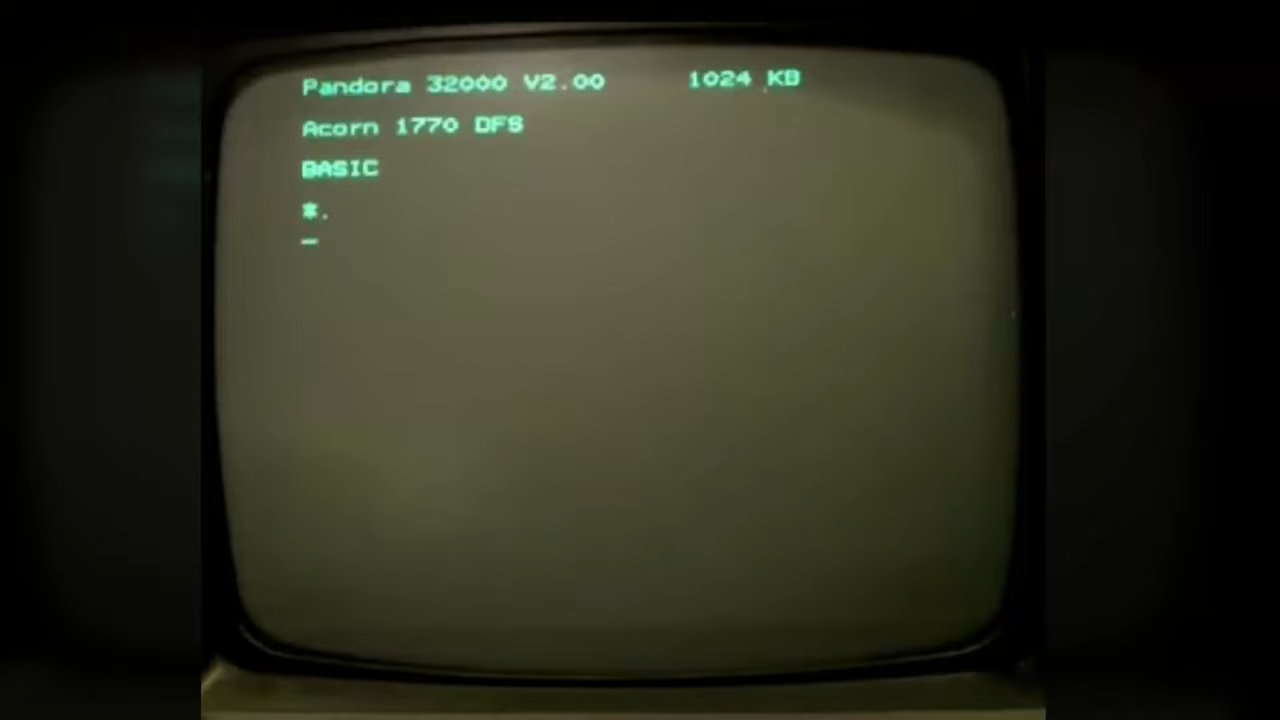 Pandora 32000 V2.00 1024 KB
Acorn 1770 DFS
BASIC
*.
_